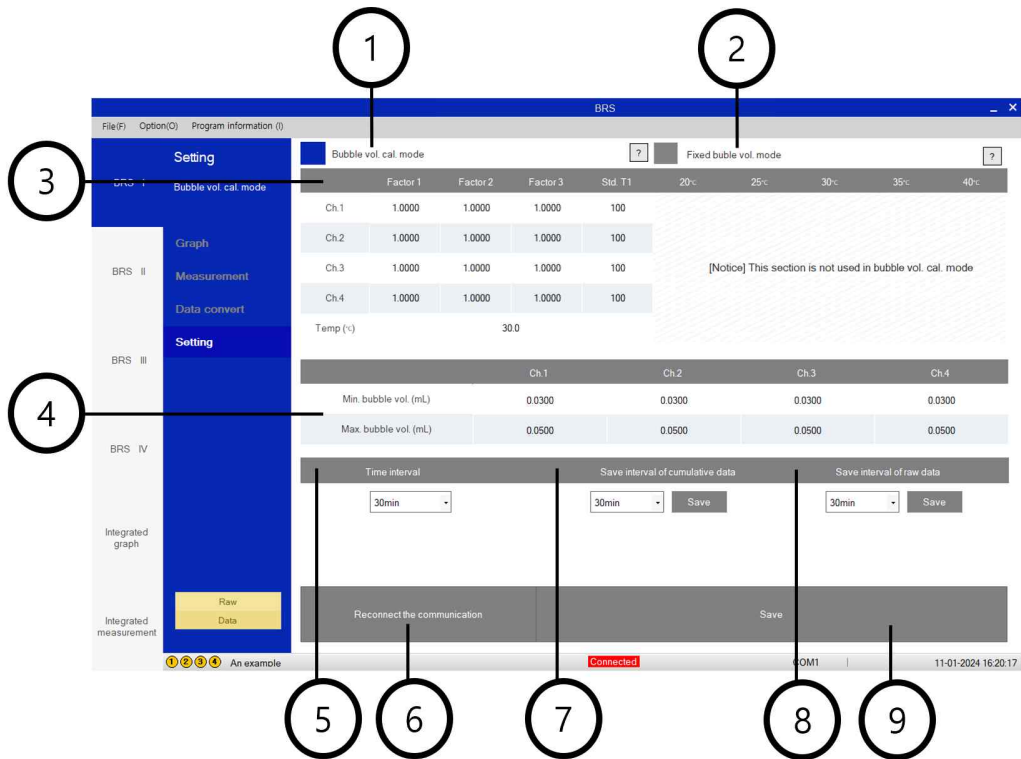 1
2
BRS
File(F) Option(O) Program information (I)
Setting
Bubble vol. cal. mode
?
Fixed buble vol. mode
?
3
BRS I
Bubble vol. cal. mode
Factor 1 Factor 2 Factor 3 Std. T1 20℃ 25℃ 30℃ 35℃ 40℃
Ch.1 1.0000 1.0000 1.0000 100
Ch.2 1.0000 1.0000 1.0000 100
Ch.3 1.0000 1.0000 1.0000 100
Ch.4 1.0000 1.0000 1.0000 100
Temp (℃) 30.0
[Notice] This section is not used in bubble vol. cal. mode
Graph
BRS II
Measurement
Data convert
Setting
BRS III
4
Ch.1 Ch.2 Ch.3 Ch.4
Min. bubble vol. (mL) 0.0300 0.0300 0.0300 0.0300
Max. bubble vol. (mL) 0.0500 0.0500 0.0500 0.0500
BRS IV
Time interval Save interval of cumulative data Save interval of raw data
30min 30min Save 30min Save
Integrated
graph
Raw
Data
Integrated
measurement
Reconnect the communication Save
1 2 3 4 An example Connected COM1 11-01-2024 16:20:17
5 6 7 8 9